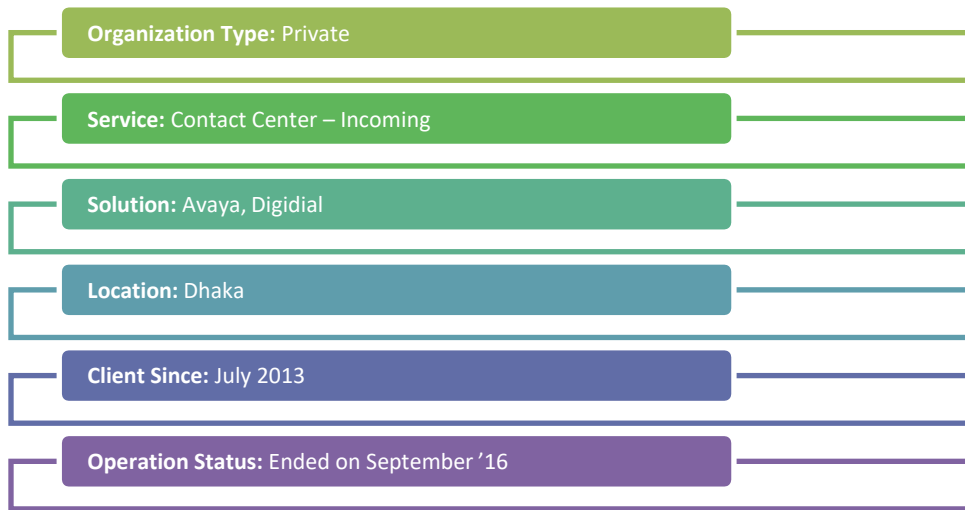 Organization Type: Private
Service: Contact Center – Incoming
Solution: Avaya, Digidial
Location: Dhaka
Client Since: July 2013
Operation Status: Ended on September ’16